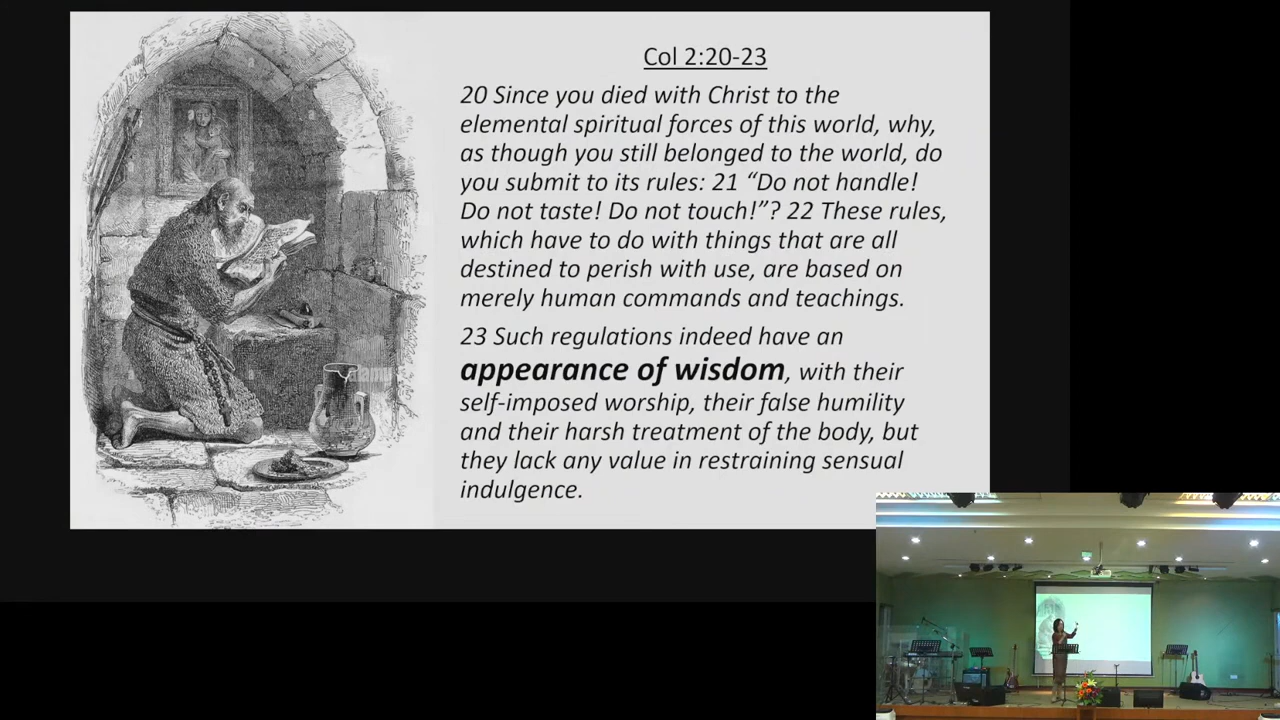 Col 2:20-23
20 Since you died with Christ to the
elemental spiritual forces of this world, why,
as though you still belonged to the world, do
you submit to its rules: 21 “Do not handle!
Do not taste! Do not touch!”? 22 These rules,
which have to do with things that are all
destined to perish with use, are based on
merely human commands and teachings.
23 Such regulations indeed have an
appearance of wisdom, with their
self-imposed worship, their false humility
and their harsh treatment of the body, but
they lack any value in restraining sensual
indulgence.